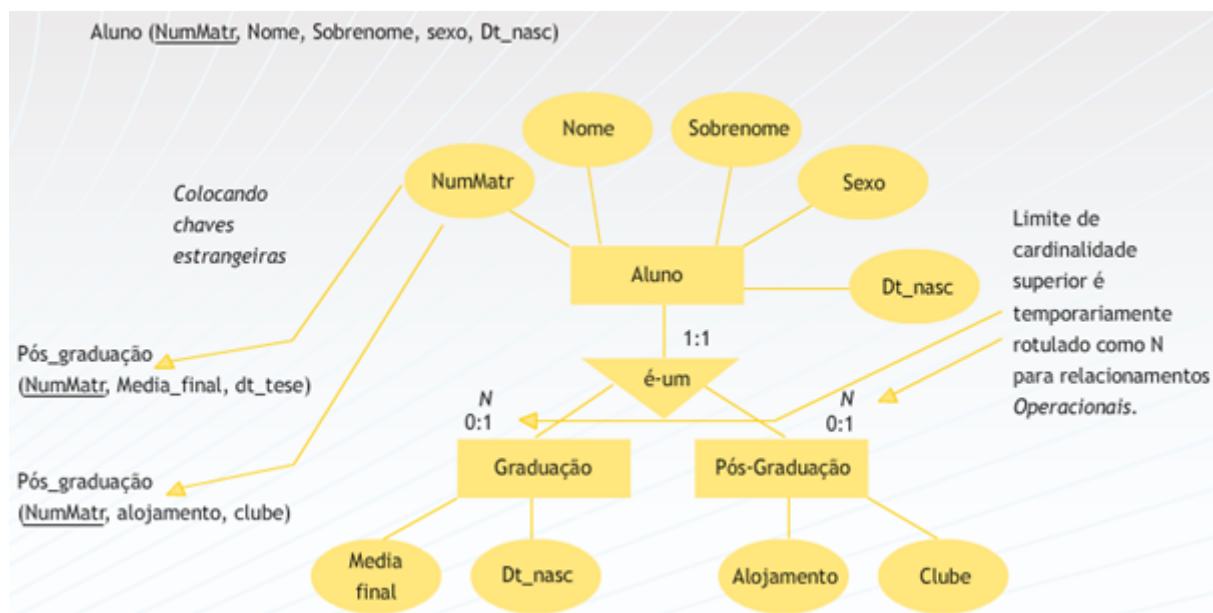 Aluno (NumMatr, Nome, Sobrenome, sexo, Dt_nasc)
Nome
Sobrenome
NumMatr
Sexo
Colocando
chaves
estrangeiras
Aluno
Dt_nasc
Limite de
cardinalidade
superior é
temporariamente
rotulado como N
para relacionamentos
Operacionais.
1:1
é-um
Pós_graduação
(NumMatr, Media_final, dt_tese)
N
0:1
N
0:1
Graduação
Pós-Graduação
Pós_graduação
(NumMatr, alojamento, clube)
Media
final
Dt_nasc
Alojamento
Clube